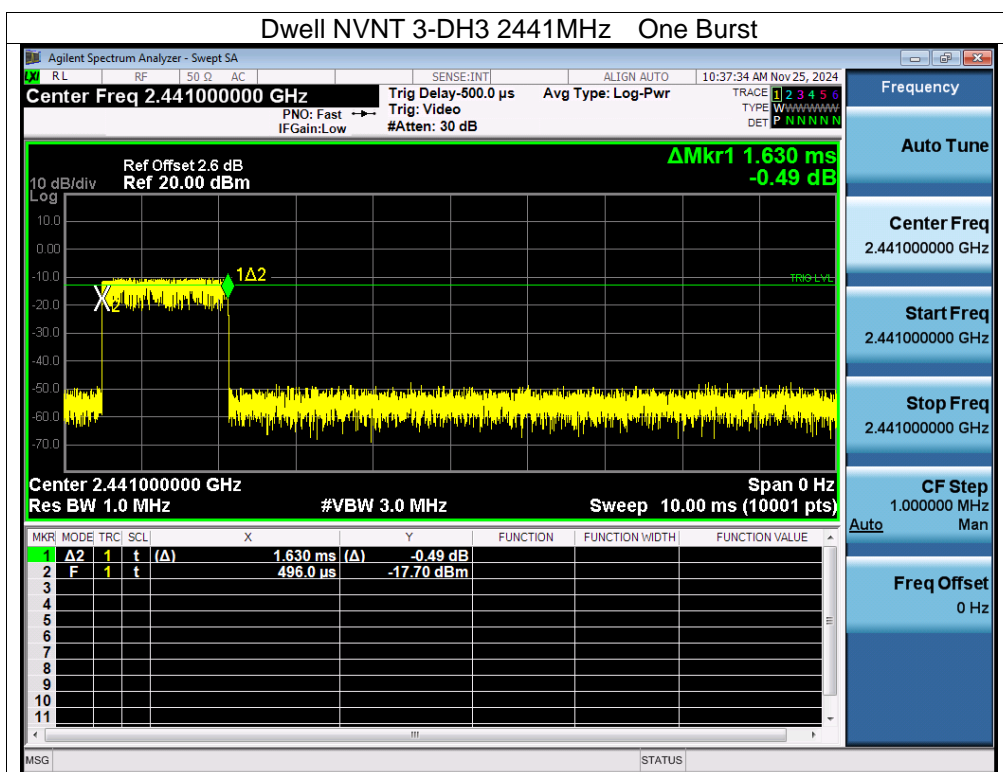 Dwell NVNT 3-DH3 2441MHz One Burst
Agilent Spectrum Analyzer - Swept SA
LXI RL RF 50 Ω AC SENSE:INT ALIGN AUTO 10:37:34 AM Nov 25, 2024
Center Freq 2.441000000 GHz Trig Delay-500.0 µs Avg Type: Log-Pwr TRACE 1 2 3 4 5 6
PNO: Fast Trig: Video TYPE WWWWWW
IFGain:Low #Atten: 30 dB DET P N N N N N
Frequency
Auto Tune
Center Freq
2.441000000 GHz
Start Freq
2.441000000 GHz
Stop Freq
2.441000000 GHz
CF Step
1.000000 MHz
Auto Man
Freq Offset
0 Hz
ΔMkr1 1.630 ms
-0.49 dB
Ref Offset 2.6 dB
10 dB/div Ref 20.00 dBm
Log
10.0
0.00
-10.0
-20.0
-30.0
-40.0
-50.0
-60.0
-70.0
1Δ2
2
TRIG LVL
Center 2.441000000 GHz Span 0 Hz
Res BW 1.0 MHz #VBW 3.0 MHz Sweep 10.00 ms (10001 pts)
MKR MODE TRC SCL X Y FUNCTION FUNCTION WIDTH FUNCTION VALUE
1 Δ2 1 t (Δ) 1.630 ms (Δ) -0.49 dB
2 F 1 t 496.0 µs -17.70 dBm
3
4
5
6
7
8
9
10
11
MSG STATUS